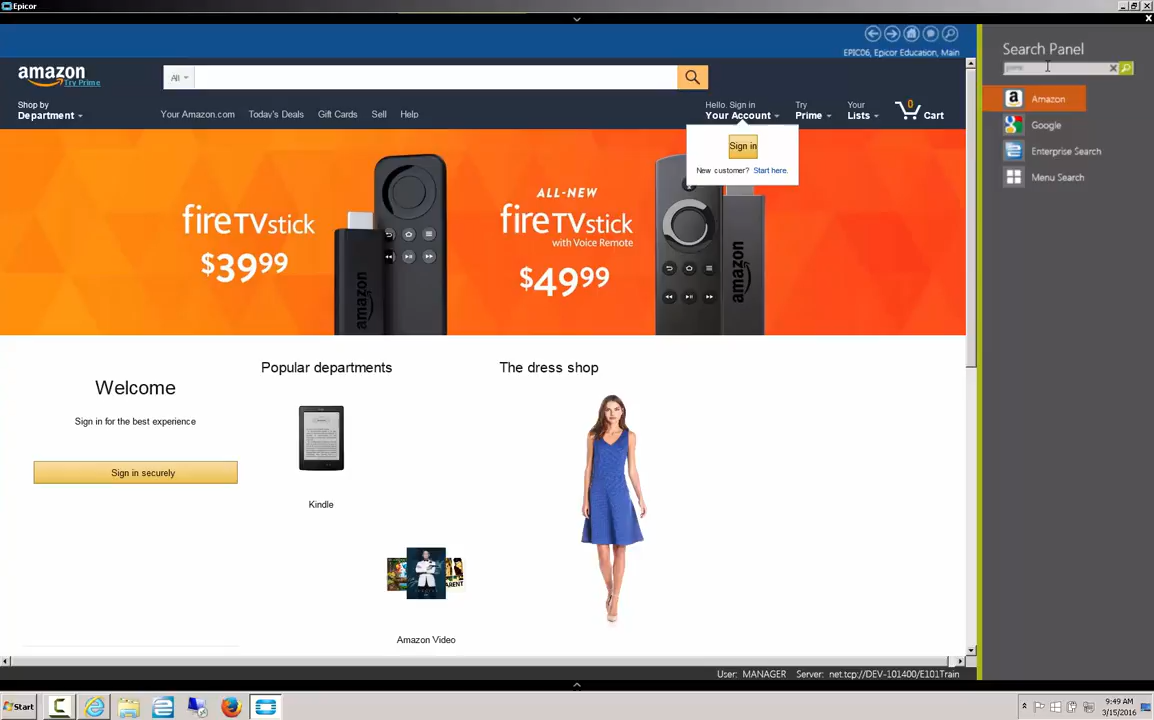 Epicor
EPIC06, Epicor Education, Main
Search Panel
amazon
Try Prime
All
Shop by
Department
Your Amazon.com
Today's Deals
Gift Cards
Sell
Help
Hello. Sign in
Your Account
Try
Prime
Your
Lists
0
Cart
Sign in
New customer? Start here.
Amazon
Google
Enterprise Search
Menu Search
fireTVstick
$39.99
amazon
ALL-NEW
fireTVstick
with Voice Remote
$49.99
amazon
Welcome
Sign in for the best experience
Sign in securely
Popular departments
Kindle
Amazon Video
The dress shop
User: MANAGER
Server: net.tcp://DEV-101400/E101Train
Start
9:49 AM
3/15/2016